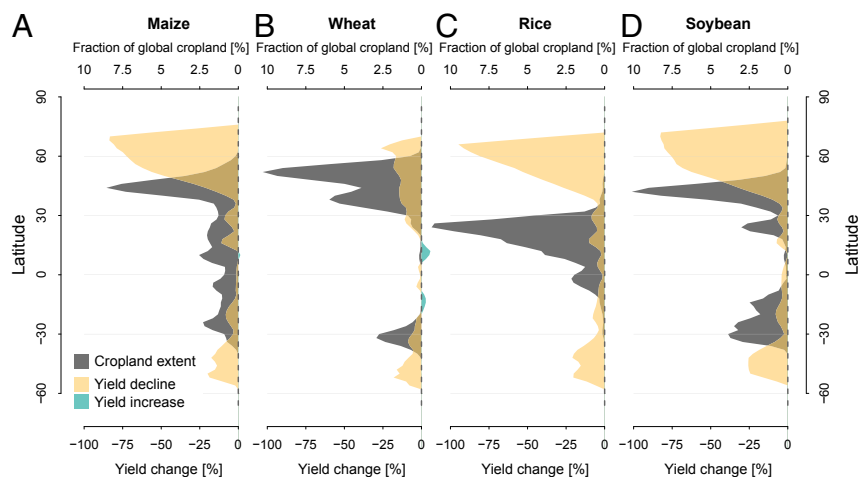 A
Maize
Fraction of global cropland [%]
10 7.5 5 2.5 0
B
Wheat
Fraction of global cropland [%]
10 7.5 5 2.5 0
C
Rice
Fraction of global cropland [%]
10 7.5 5 2.5 0
D
Soybean
Fraction of global cropland [%]
10 7.5 5 2.5 0
Latitude
90
60
30
0
−30
−60
Cropland extent
Yield decline
Yield increase
−100 −75 −50 −25 0
Yield change [%]
Latitude
−100 −75 −50 −25 0
Yield change [%]
Latitude
−100 −75 −50 −25 0
Yield change [%]
Latitude
−100 −75 −50 −25 0
Yield change [%]
90
60
30
0
−30
−60